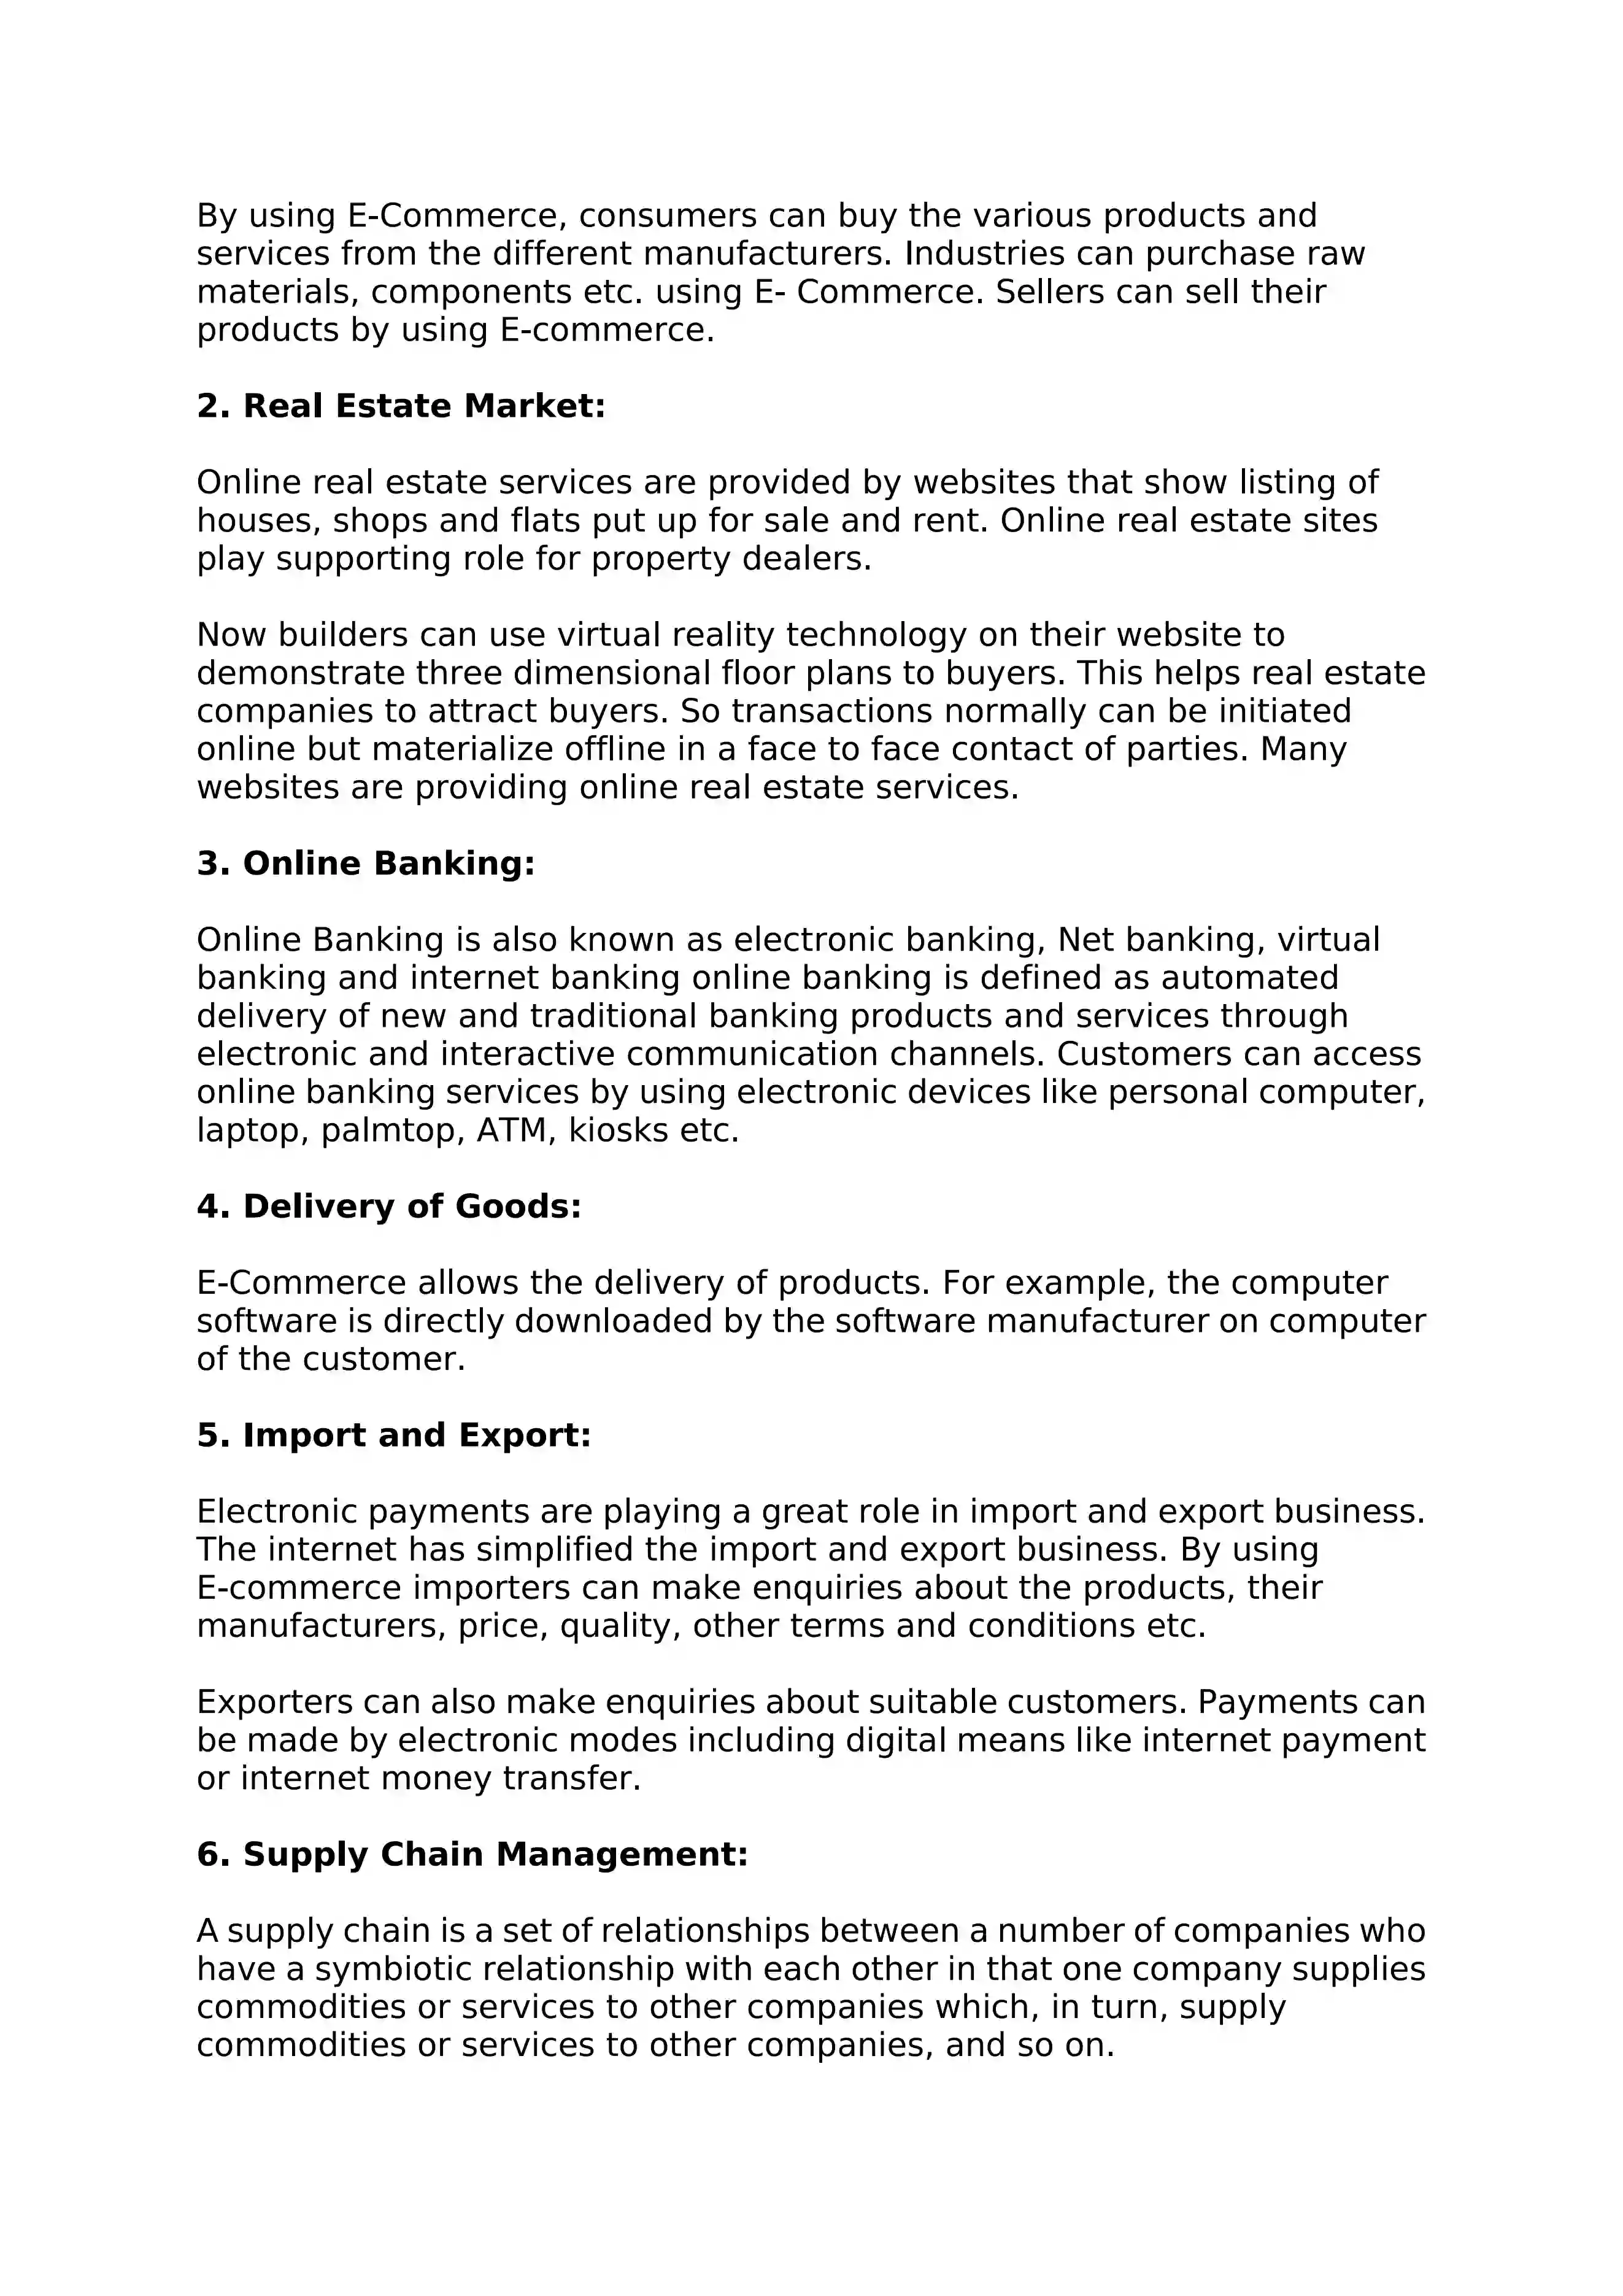 By using E-Commerce, consumers can buy the various products and
services from the different manufacturers. Industries can purchase raw
materials, components etc. using E- Commerce. Sellers can sell their
products by using E-commerce.
2. Real Estate Market:
Online real estate services are provided by websites that show listing of
houses, shops and flats put up for sale and rent. Online real estate sites
play supporting role for property dealers.
Now builders can use virtual reality technology on their website to
demonstrate three dimensional floor plans to buyers. This helps real estate
companies to attract buyers. So transactions normally can be initiated
online but materialize offline in a face to face contact of parties. Many
websites are providing online real estate services.
3. Online Banking:
Online Banking is also known as electronic banking, Net banking, virtual
banking and internet banking online banking is defined as automated
delivery of new and traditional banking products and services through
electronic and interactive communication channels. Customers can access
online banking services by using electronic devices like personal computer,
laptop, palmtop, ATM, kiosks etc.
4. Delivery of Goods:
E-Commerce allows the delivery of products. For example, the computer
software is directly downloaded by the software manufacturer on computer
of the customer.
5. Import and Export:
Electronic payments are playing a great role in import and export business.
The internet has simplified the import and export business. By using
E-commerce importers can make enquiries about the products, their
manufacturers, price, quality, other terms and conditions etc.
Exporters can also make enquiries about suitable customers. Payments can
be made by electronic modes including digital means like internet payment
or internet money transfer.
6. Supply Chain Management:
A supply chain is a set of relationships between a number of companies who
have a symbiotic relationship with each other in that one company supplies
commodities or services to other companies which, in turn, supply
commodities or services to other companies, and so on.